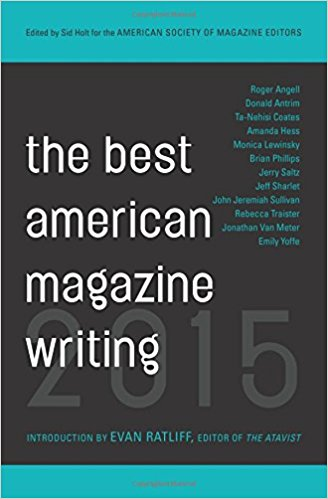 Edited by Sid Holt for the AMERICAN SOCIETY OF MAGAZINE EDITORS
Roger Angell
Donald Antrim
Ta-Nehisi Coates
Amanda Hess
Monica Lewinsky
Brian Phillips
Jerry Saltz
Jeff Sharlet
John Jeremiah Sullivan
Rebecca Traister
Jonathan Van Meter
Emily Yoffe
the best
american
magazine
writing
2015
INTRODUCTION BY EVAN RATLIFF, EDITOR OF THE ATAVIST